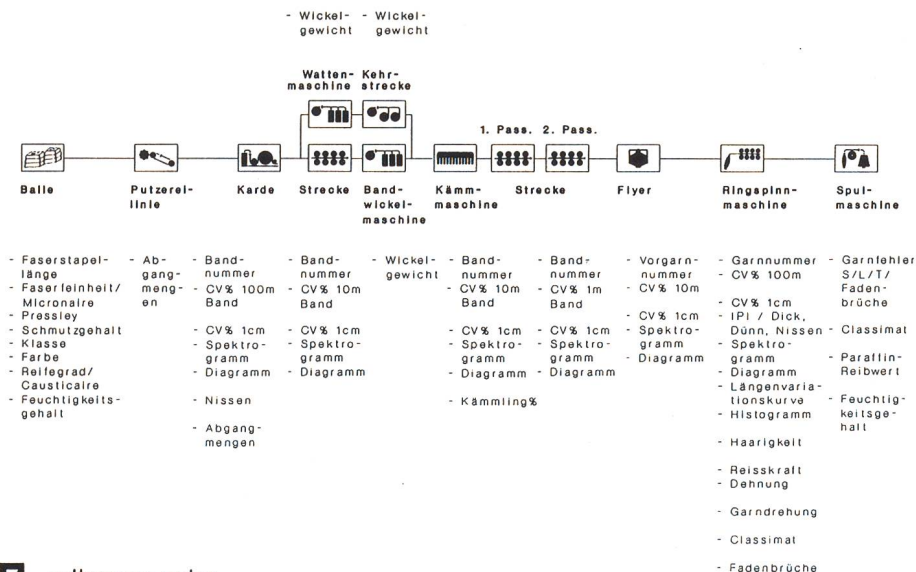 - Wickel-
gewicht
- Wickel-
gewicht
Watten-
maschine
Kehr-
strecke
1. Pass. 2. Pass.
Balle
Putzerei-
linie
Karde
Strecke
Band-
wickel-
maschine
Kämm-
maschine
Strecke
Flyer
Ringspinn-
maschine
Spul-
maschine
- Faserstapel-
länge
- Faserfeinheit/
Micronaire
- Pressley
- Schmutzgehalt
- Klasse
- Farbe
- Reifegrad/
Causticaire
- Feuchtigkeits-
gehalt
- Ab-
gang-
meng-
en
- Band-
nummer
- CV% 100m
Band
- CV% 1cm
- Spektro-
gramm
- Diagramm
- Nissen
- Abgang-
mengen
- Band-
nummer
- CV% 10m
Band
- CV% 1cm
- Spektro-
gramm
- Diagramm
- Wickel-
gewicht
- Band-
nummer
- CV% 10m
Band
- CV% 1cm
- Spektro-
gramm
- Diagramm
- Kämmling%
- Band-
nummer
- CV% 1m
Band
- CV% 1cm
- Spektro-
gramm
- Diagramm
- Vorgarn-
nummer
- CV% 10m
- CV% 1cm
- Spektro-
gramm
- Diagramm
- Garnnummer
- CV% 100m
- CV% 1cm
- IPI / Dick,
Dünn, Nissen
- Spektro-
gramm
- Diagramm
- Längenvaria-
tionskurve
- Histogramm
- Haarigkeit
- Reisskraft
- Dehnung
- Garndrehung
- Classimat
- Fadenbrüche
- Garnfehler
S/L/T/
Faden-
brüche
- Classimat
- Paraffin-
Reibwert
- Feuchtig-
keitsge-
halt